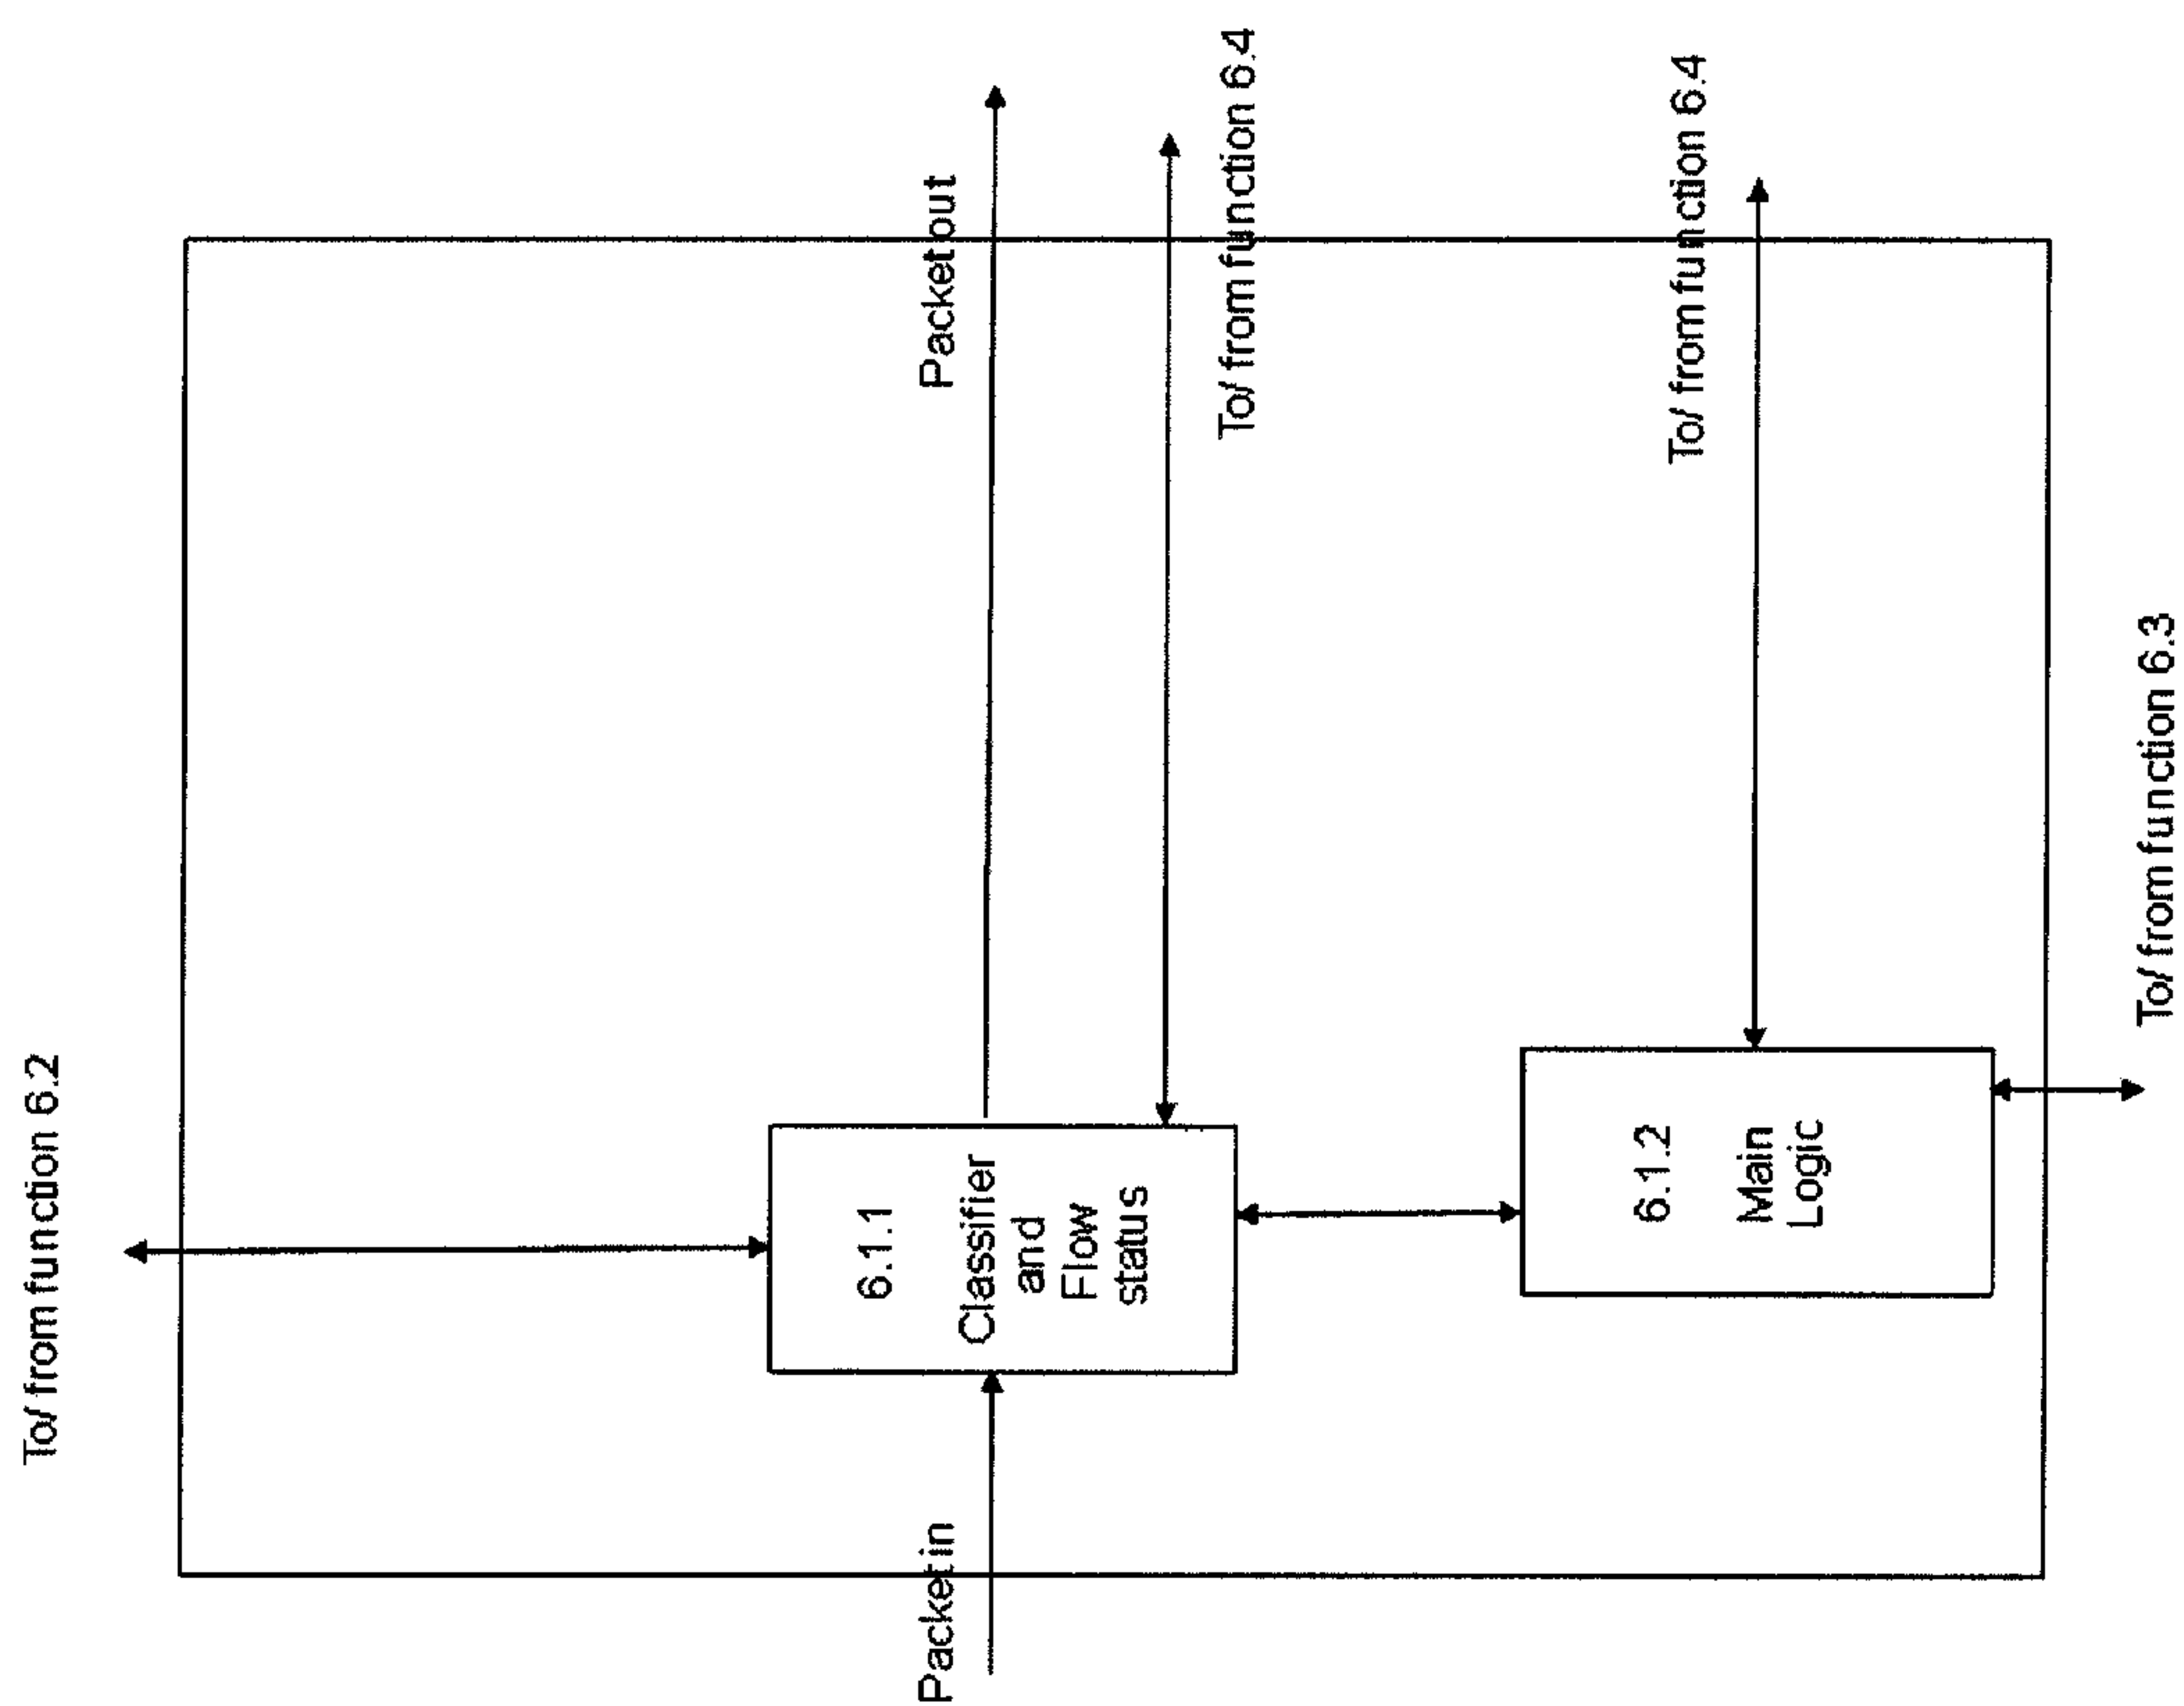 To/ from function 6.2
Packet in
Packet out
6.1.1
Classifier
and
Flow
status
To/ from function 6.4
6.1.2
Main
Logic
To/ from function 6.4
To/ from function 6.3